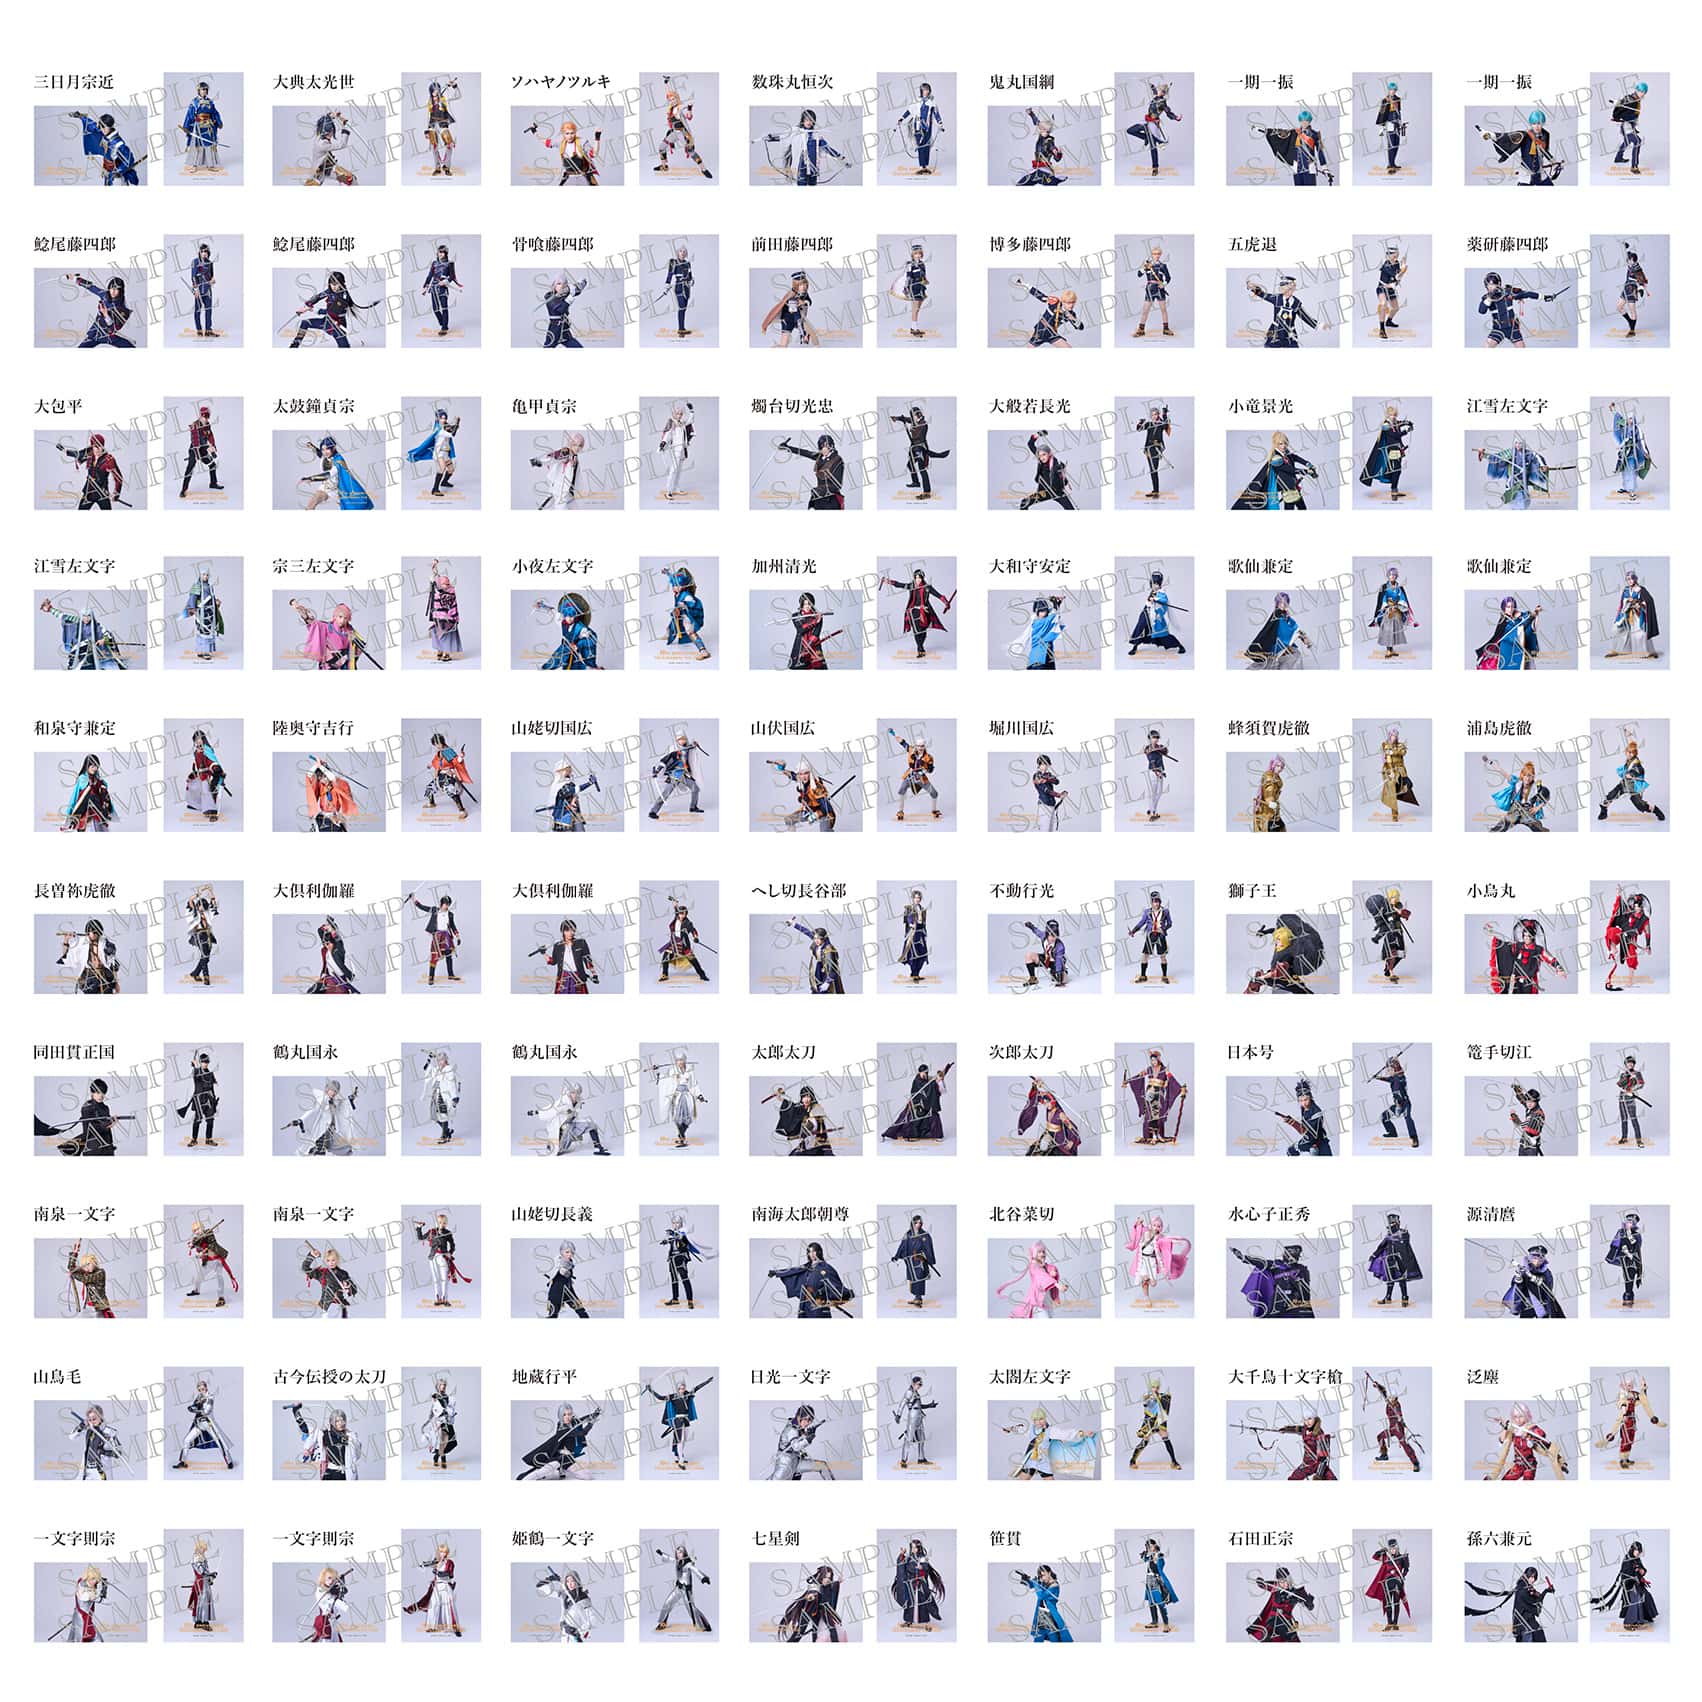 三日月宗近
大典太光世
ソハヤノツルキ
数珠丸恒次
鬼丸国綱
一期一振
一期一振
鯰尾藤四郎
鯰尾藤四郎
骨喰藤四郎
前田藤四郎
博多藤四郎
五虎退
薬研藤四郎
大包平
太鼓鐘貞宗
亀甲貞宗
燭台切光忠
大般若長光
小竜景光
江雪左文字
江雪左文字
宗三左文字
小夜左文字
加州清光
大和守安定
歌仙兼定
歌仙兼定
和泉守兼定
陸奥守吉行
山姥切国広
山伏国広
堀川国広
蜂須賀虎徹
浦島虎徹
長曽祢虎徹
大倶利伽羅
大倶利伽羅
へし切長谷部
不動行光
獅子王
小烏丸
同田貫正国
鶴丸国永
鶴丸国永
太郎太刀
次郎太刀
日本号
篭手切江
南泉一文字
南泉一文字
山姥切長義
南海太郎朝尊
北谷菜切
水心子正秀
源清麿
山鳥毛
古今伝授の太刀
地蔵行平
日光一文字
太閤左文字
大千鳥十文字槍
泛塵
一文字則宗
一文字則宗
姫鶴一文字
七星剣
笹貫
石田正宗
孫六兼元
SAMPLE
SAMPLE